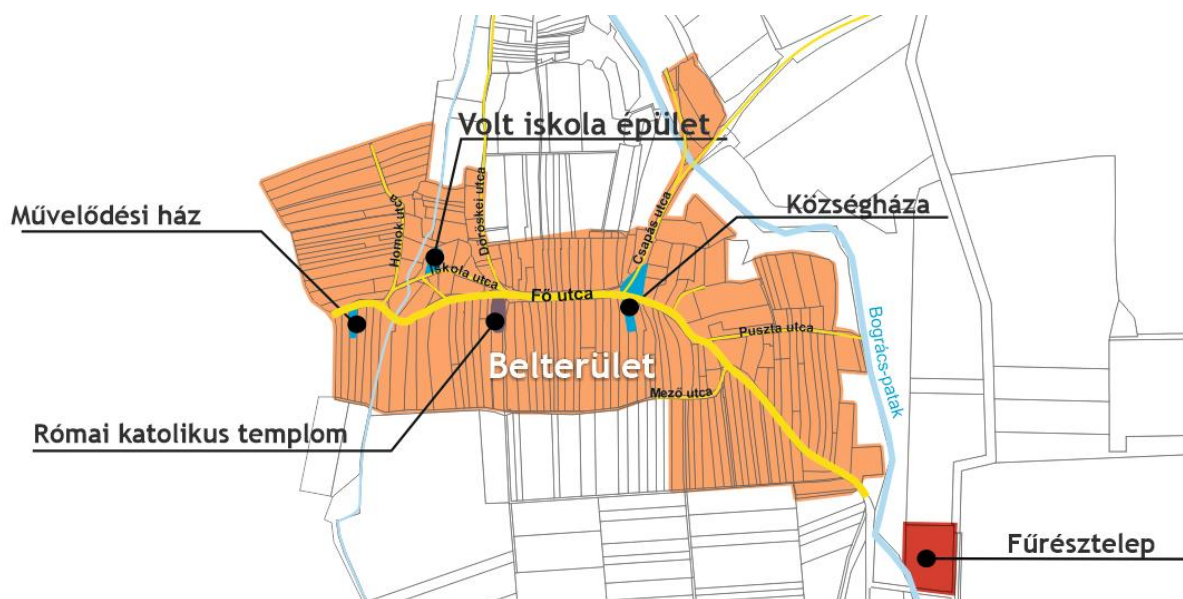 Volt iskola épület
Művelődési ház
Községháza
Homok utca
Döröskei utca
Csapás utca
Iskola utca
Fő utca
Puszta utca
Belterület
Mező utca
Bogrács-patak
Római katolikus templom
Fűrésztelep